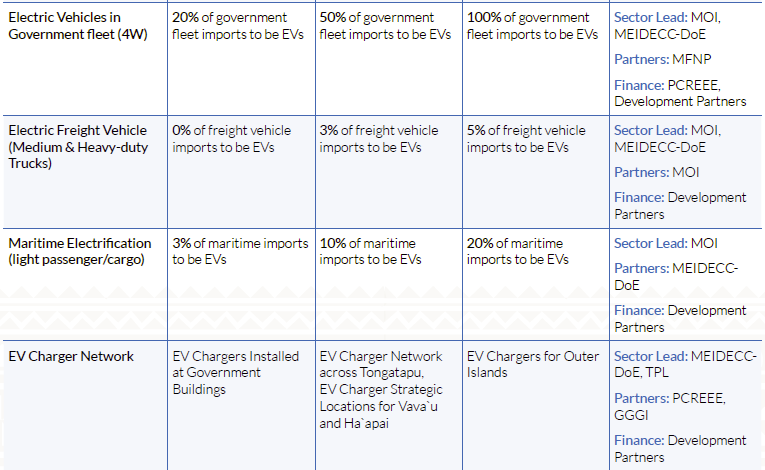 Electric Vehicles in
Government fleet (4W)
20% of government
fleet imports to be EVs
50% of government
fleet imports to be EVs
100% of government
fleet imports to be EVs
Sector Lead: MOI,
MEIDECC-DoE
Partners: MFNP
Finance: PCREEE,
Development Partners
Electric Freight Vehicle
(Medium & Heavy-duty
Trucks)
0% of freight vehicle
imports to be EVs
3% of freight vehicle
imports to be EVs
5% of freight vehicle
imports to be EVs
Sector Lead: MOI,
MEIDECC-DoE
Partners: MOI
Finance: Development
Partners
Maritime Electrification
(light passenger/cargo)
3% of maritime imports
to be EVs
10% of maritime
imports to be EVs
20% of maritime
imports to be EVs
Sector Lead: MOI
Partners: MEIDECC-
DoE
Finance: Development
Partners
EV Charger Network
EV Chargers Installed
at Government
Buildings
EV Charger Network
across Tongatapu,
EV Charger Strategic
Locations for Vava`u
and Ha`apai
EV Chargers for Outer
Islands
Sector Lead: MEIDECC-
DoE, TPL
Partners: PCREEE,
GGGI
Finance: Development
Partners